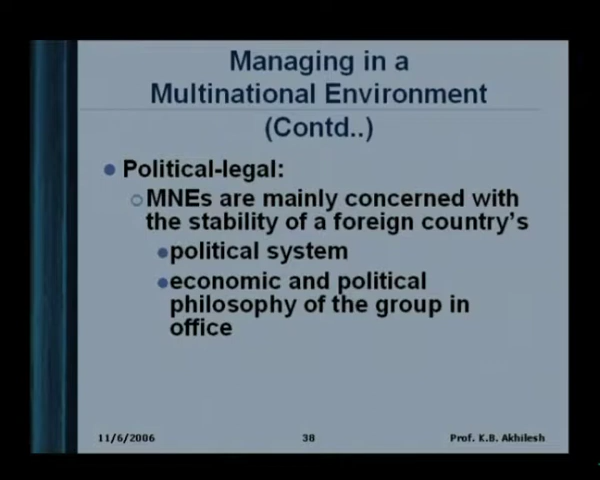 Managing in a
Multinational Environment
(Contd..)
Political-legal:
MNEs are mainly concerned with
the stability of a foreign country's
political system
economic and political
philosophy of the group in
office
11/6/2006
38
Prof. K.B. Akhilesh